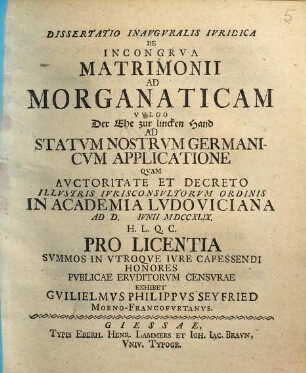 DISSERTATIO INAVGVRALIS IVRIDICA
DE
INCONGRVA
MATRIMONII
AD
MORGANATICAM
VVLGO
Der Ehe zur lincken Hand
AD
STATVM NOSTRVM GERMANI-
CVM APPLICATIONE
QVAM
AVCTORITATE ET DECRETO
ILLVSTRIS IVRISCONSVLTORVM ORDINIS
IN ACADEMIA LVDOVICIANA
AD D. IVNII MDCCXLIX.
H. L. Q. C.
PRO LICENTIA
SVMMOS IN VTROQVE IVRE CAPESSENDI
HONORES
PVBLICAE ERVDITORVM CENSVRAE
EXHIBET
GVILIELMVS PHILIPPVS SEYFRIED
MOENO-FRANCOFVRTANVS.
GIESSAE,
TYPIS EBERH. HENR. LAMMERS ET IOH. IAC. BRAVN,
VNIV. TYPOGR.